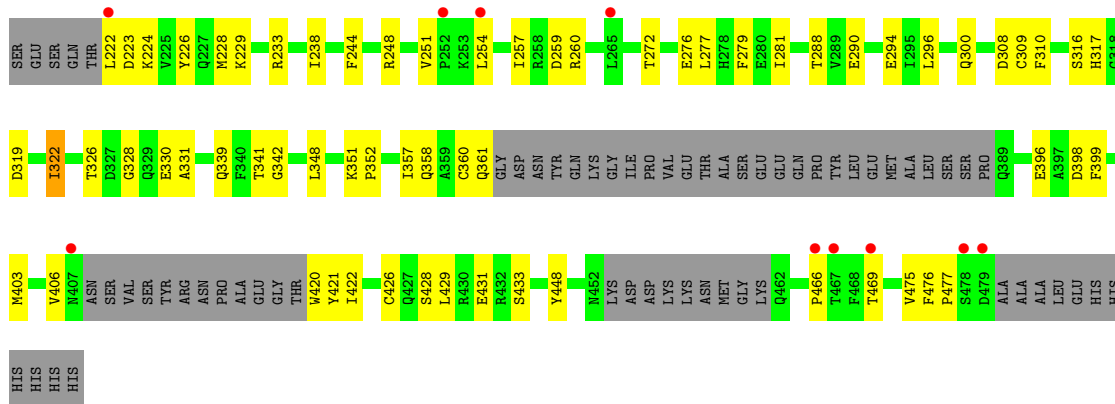 SER GLU SER GLN THR L222 D223 K224 V225 Y226 Q227 M228 K229 R233 I238 F244 R248 V251 P252 K253 L254 I257 R258 D259 R260 L265 T272 E276 L277 H278 F279 E280 I281 T288 V289 E290 E294 I295 L296 Q300 D308 C309 F310 S316 H317 C318
D319 I322 T326 D327 G328 Q329 E330 A331 Q339 F340 T341 G342 L348 K351 P352 I357 Q358 A359 C360 Q361 GLY ASP ASN TYR GLN LYS GLY ILE PRO VAL GLU THR ALA SER GLU GLU GLN PRO TYR LEU GLU MET ALA LEU SER SER PRO Q389 E396 A397 D398 F399
M403 V406 N407 ASN SER VAL SER TYR ARG ASN PRO ALA GLU GLY THR W420 Y421 I422 C426 Q427 S428 L429 R430 E431 R432 S433 Y448 N452 LYS ASP ASP LYS LYS ASN MET GLY LYS Q462 P466 T467 F468 T469 V475 F476 P477 S478 D479 ALA ALA ALA LEU GLU HIS HIS
HIS HIS HIS HIS